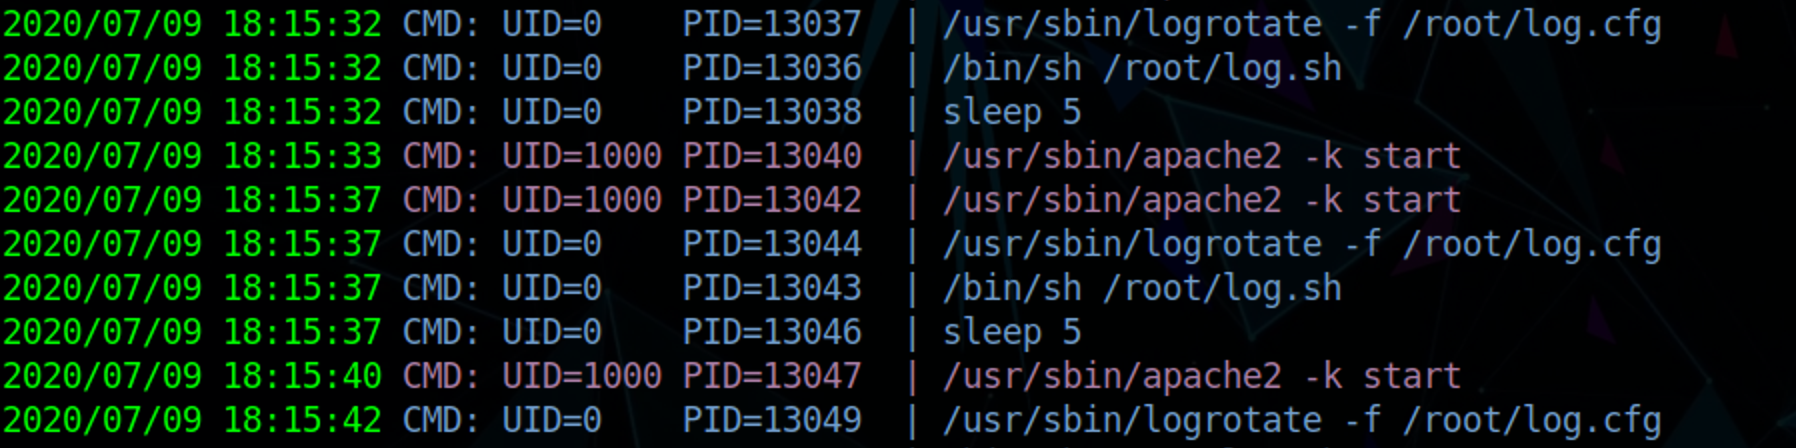 2020/07/09 18:15:32 CMD: UID=0    PID=13037  | /usr/sbin/logrotate -f /root/log.cfg
2020/07/09 18:15:32 CMD: UID=0    PID=13036  | /bin/sh /root/log.sh
2020/07/09 18:15:32 CMD: UID=0    PID=13038  | sleep 5
2020/07/09 18:15:33 CMD: UID=1000 PID=13040  | /usr/sbin/apache2 -k start
2020/07/09 18:15:37 CMD: UID=1000 PID=13042  | /usr/sbin/apache2 -k start
2020/07/09 18:15:37 CMD: UID=0    PID=13044  | /usr/sbin/logrotate -f /root/log.cfg
2020/07/09 18:15:37 CMD: UID=0    PID=13043  | /bin/sh /root/log.sh
2020/07/09 18:15:37 CMD: UID=0    PID=13046  | sleep 5
2020/07/09 18:15:40 CMD: UID=1000 PID=13047  | /usr/sbin/apache2 -k start
2020/07/09 18:15:42 CMD: UID=0    PID=13049  | /usr/sbin/logrotate -f /root/log.cfg